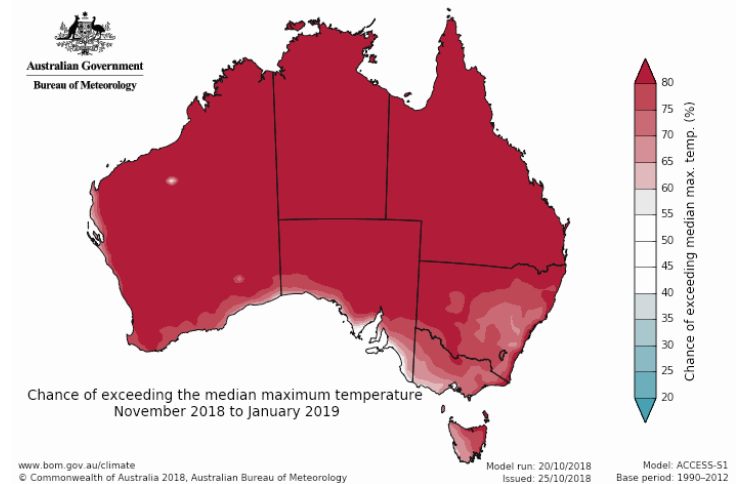 Australian Government
Bureau of Meteorology
80
75
70
65
60
55
50
45
40
35
30
25
20
Chance of exceeding median max. temp. (%)
Chance of exceeding the median maximum temperature
November 2018 to January 2019
www.bom.gov.au/climate
© Commonwealth of Australia 2018, Australian Bureau of Meteorology
Model run: 20/10/2018
Issued: 25/10/2018
Model: ACCESS-S1
Base period: 1990–2012